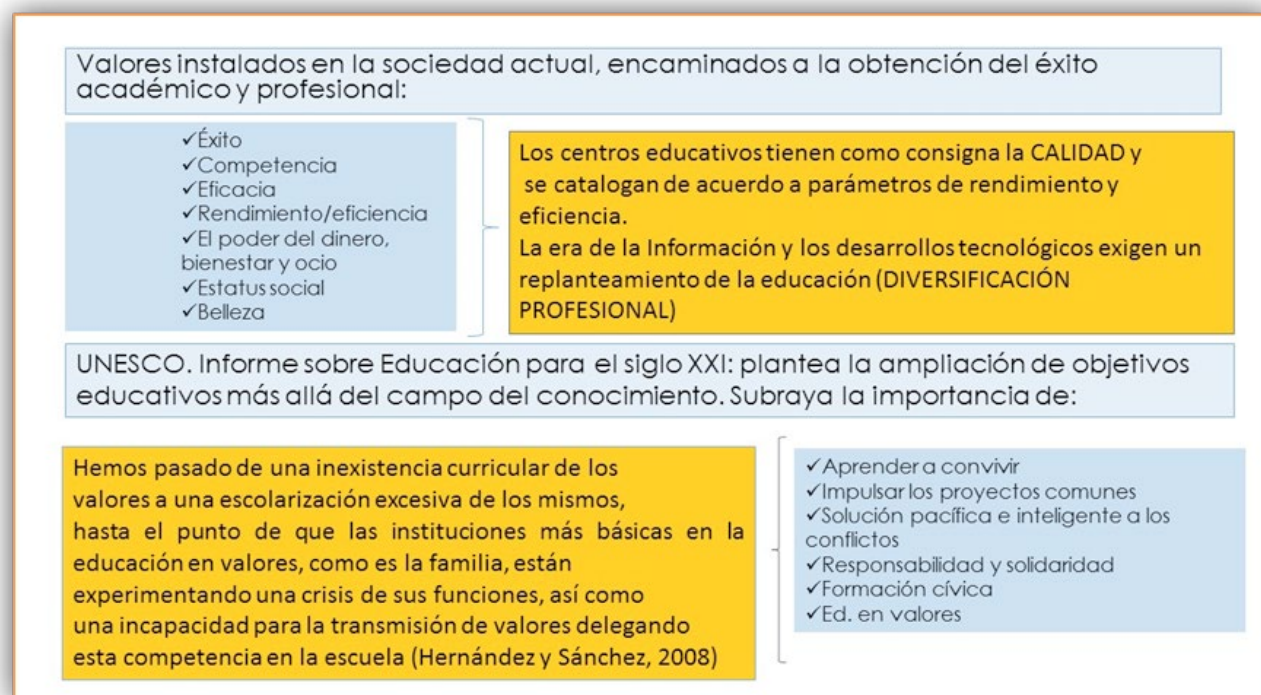 Valores instalados en la sociedad actual, encaminados a la obtención del éxito
académico y profesional:
✓Éxito
✓Competencia
✓Eficacia
✓Rendimiento/eficiencia
✓El poder del dinero,
bienestar y ocio
✓Estatus social
✓Belleza
Los centros educativos tienen como consigna la CALIDAD y
se catalogan de acuerdo a parámetros de rendimiento y
eficiencia.
La era de la Información y los desarrollos tecnológicos exigen un
replanteamiento de la educación (DIVERSIFICACIÓN
PROFESIONAL)
UNESCO. Informe sobre Educación para el siglo XXI: plantea la ampliación de objetivos
educativos más allá del campo del conocimiento. Subraya la importancia de:
Hemos pasado de una inexistencia curricular de los
valores a una escolarización excesiva de los mismos,
hasta el punto de que las instituciones más básicas en la
educación en valores, como es la familia, están
experimentando una crisis de sus funciones, así como
una incapacidad para la transmisión de valores delegando
esta competencia en la escuela (Hernández y Sánchez, 2008)
✓Aprender a convivir
✓Impulsar los proyectos comunes
✓Solución pacífica e inteligente a los
conflictos
✓Responsabilidad y solidaridad
✓Formación cívica
✓Ed. en valores